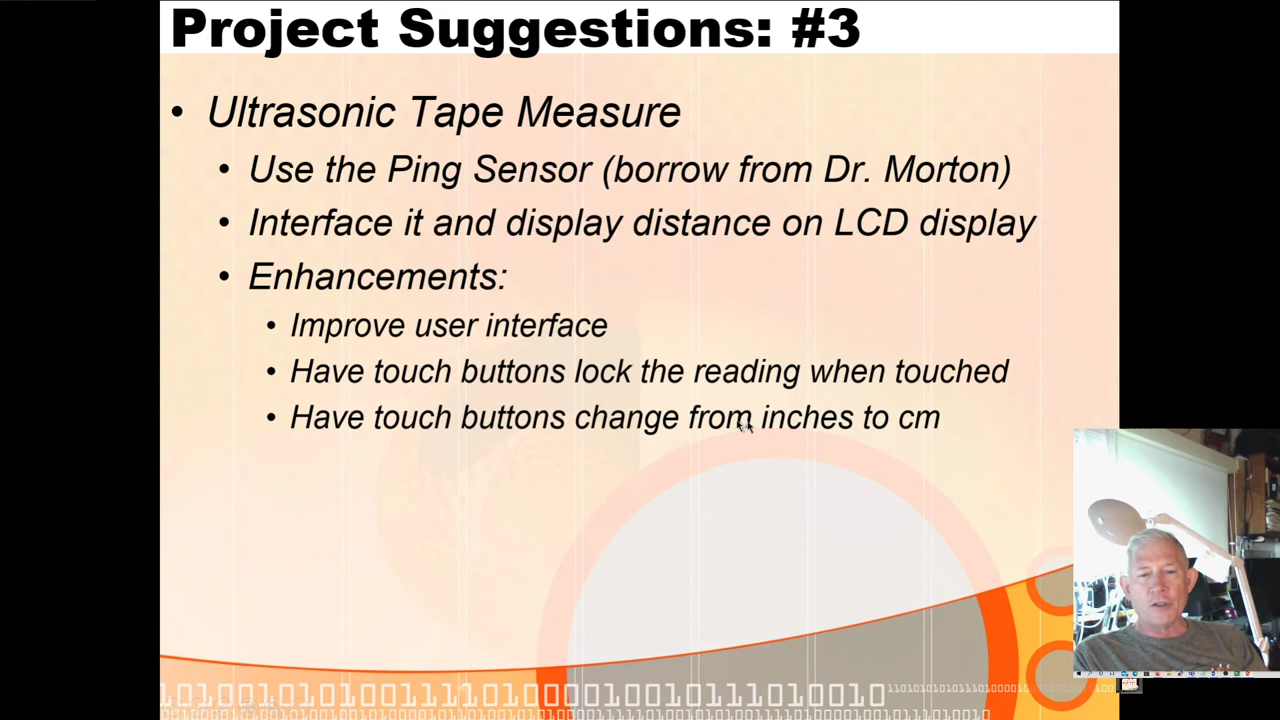 Project Suggestions: #3
• Ultrasonic Tape Measure
• Use the Ping Sensor (borrow from Dr. Morton)
• Interface it and display distance on LCD display
• Enhancements:
• Improve user interface
• Have touch buttons lock the reading when touched
• Have touch buttons change from inches to cm